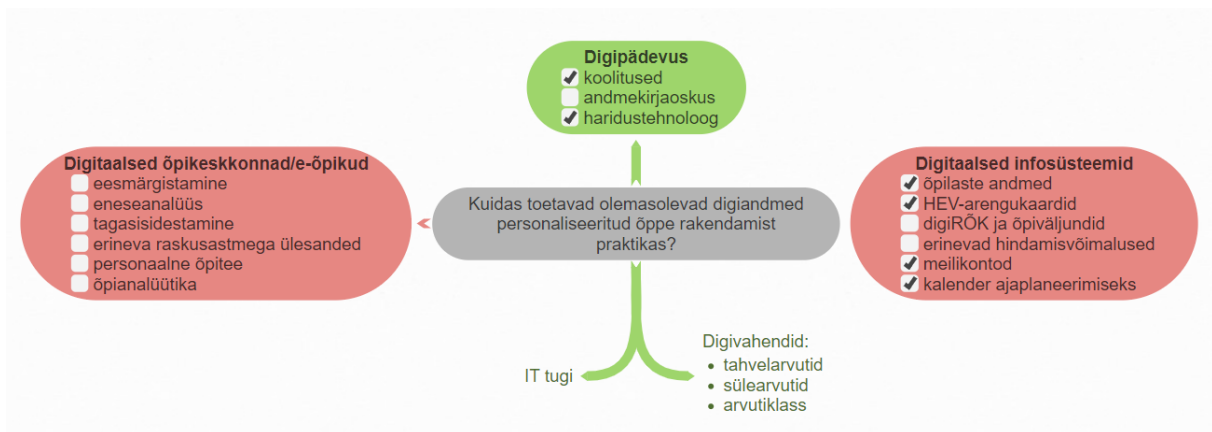 Digipädevus
koolitused
andmekirjaoskus
haridustehnoloog
Digitaalsed õpikeskkonnad/e-õpikud
eesmärgistamine
eneseanalüüs
tagasisidestamine
erineva raskusastmega ülesanded
personaalne õpitee
õpianalüütika
Kuidas toetavad olemasolevad digiandmed
personaliseeritud õppe rakendamist
praktikas?
Digitaalsed infosüsteemid
õpilaste andmed
HEV-arengukaardid
digiRÕK ja õpiväljundid
erinevad hindamisvõimalused
meilikontod
kalender ajaplaneerimiseks
IT tugi
Digivahendid:
tahvelarvutid
sülearvutid
arvutiklass